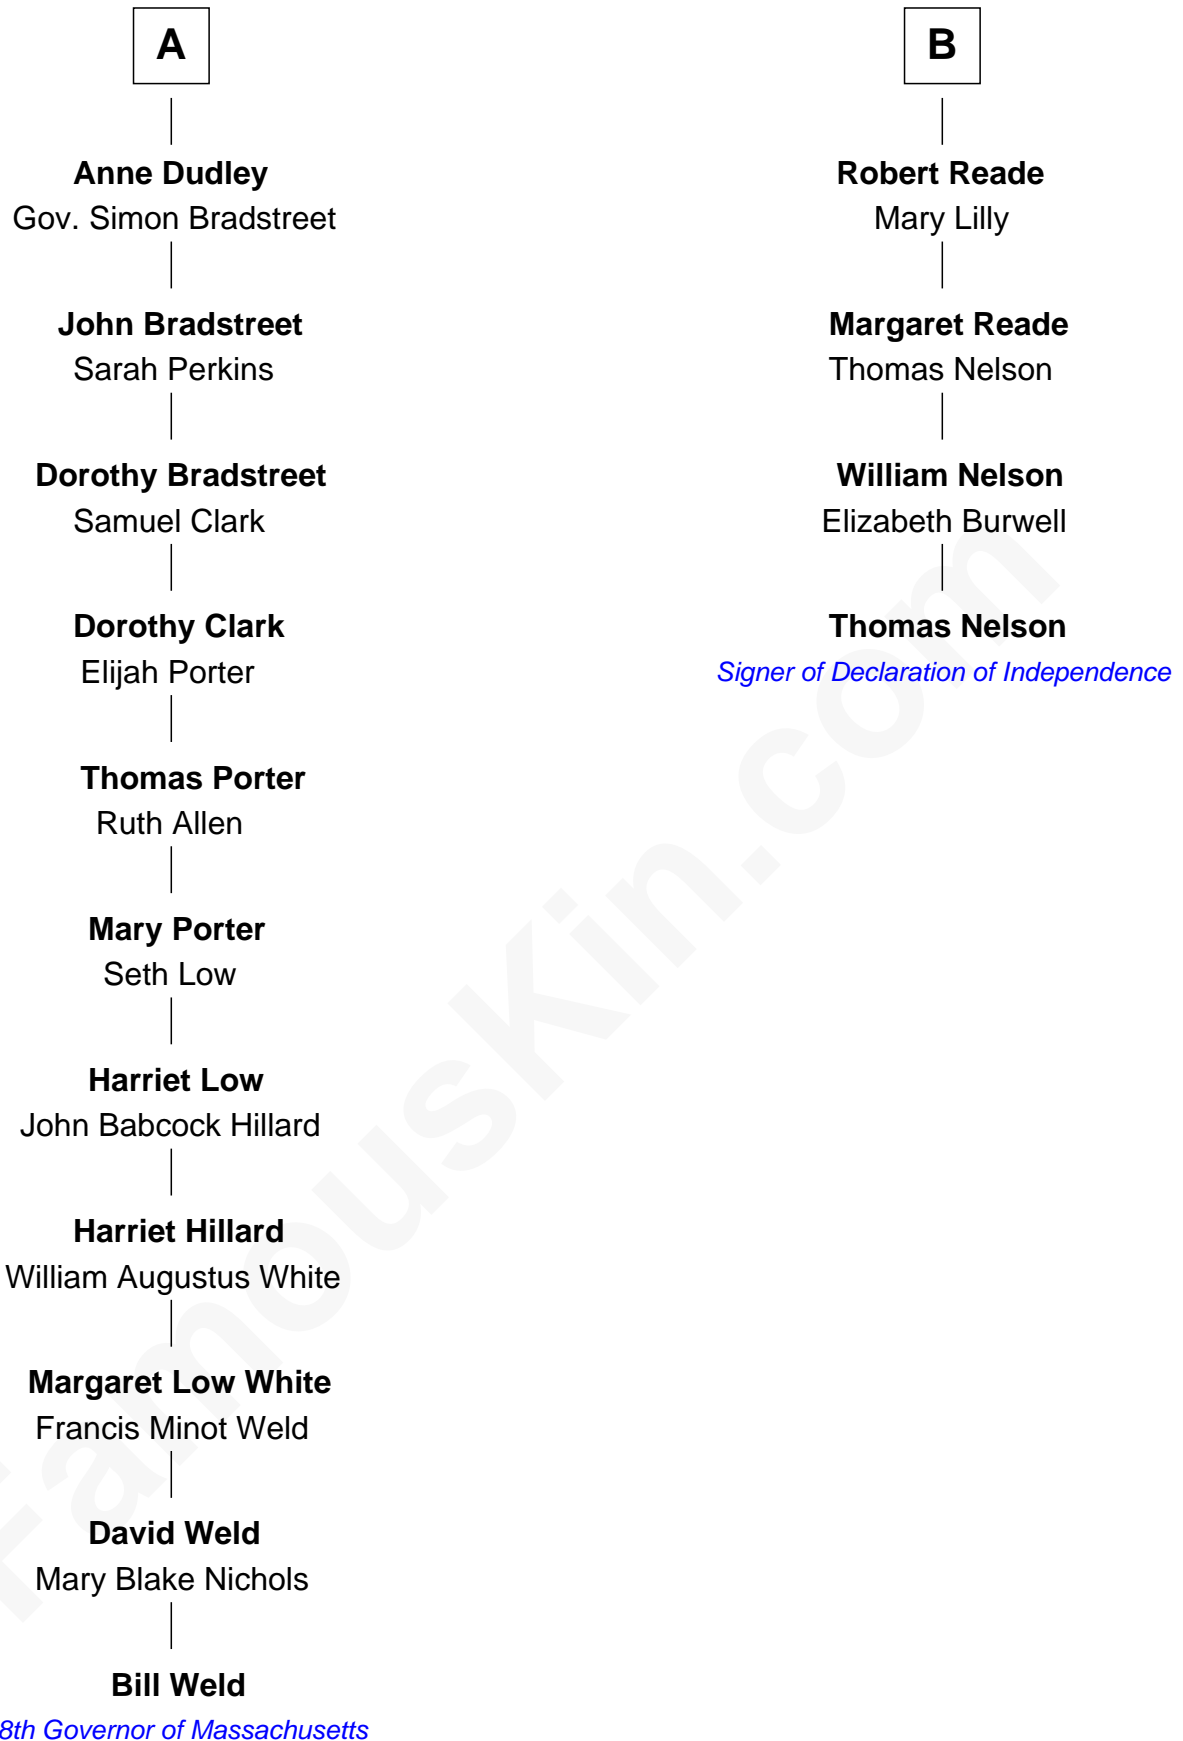 A
Anne Dudley
Gov. Simon Bradstreet
John Bradstreet
Sarah Perkins
Dorothy Bradstreet
Samuel Clark
Dorothy Clark
Elijah Porter
Thomas Porter
Ruth Allen
Mary Porter
Seth Low
Harriet Low
John Babcock Hillard
Harriet Hillard
William Augustus White
Margaret Low White
Francis Minot Weld
David Weld
Mary Blake Nichols
Bill Weld
8th Governor of Massachusetts
B
Robert Reade
Mary Lilly
Margaret Reade
Thomas Nelson
William Nelson
Elizabeth Burwell
Thomas Nelson
Signer of Declaration of Independence
FamousKin.com